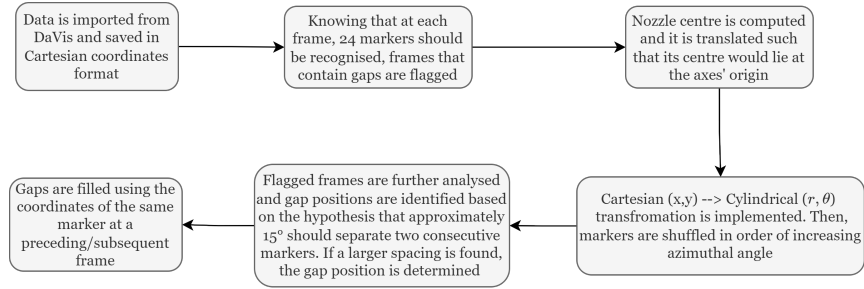 Data is imported from
DaVis and saved in
Cartesian coordinates
format
Knowing that at each
frame, 24 markers should
be recognised, frames that
contain gaps are flagged
Nozzle centre is computed
and it is translated such
that its centre would lie at
the axes' origin
Cartesian (x,y) --> Cylindrical (r, θ)
transfromation is implemented. Then,
markers are shuffled in order of increasing
azimuthal angle
Flagged frames are further analysed
and gap positions are identified based
on the hypothesis that approximately
15° should separate two consecutive
markers. If a larger spacing is found,
the gap position is determined
Gaps are filled using the
coordinates of the same
marker at a
preceding/subsequent
frame